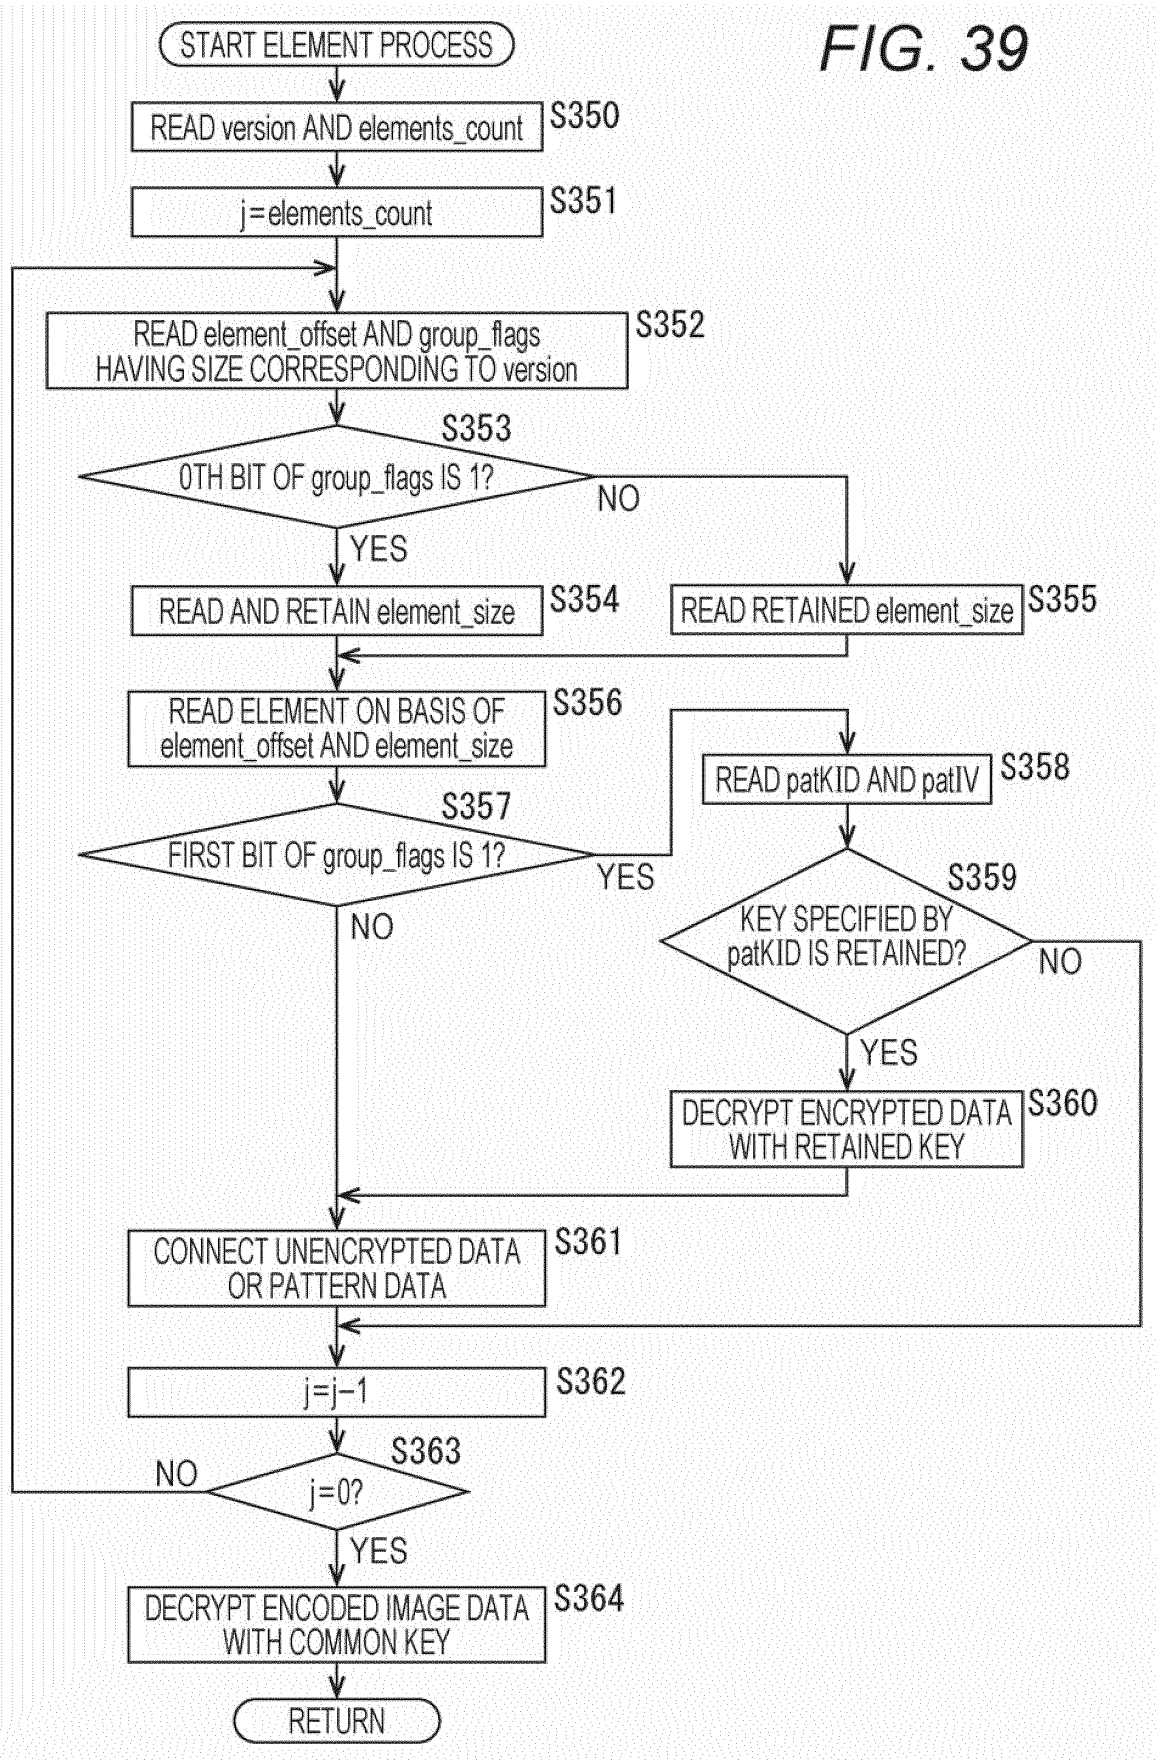 FIG. 39
START ELEMENT PROCESS
S350
READ version AND elements_count
S351
j=elements_count
S352
READ element_offset AND group_flags
HAVING SIZE CORRESPONDING TO version
S353
0TH BIT OF group_flags IS 1?
NO
YES
S354
READ AND RETAIN element_size
S355
READ RETAINED element_size
S356
READ ELEMENT ON BASIS OF
element_offset AND element_size
S357
FIRST BIT OF group_flags IS 1?
YES
NO
S358
READ patKID AND patIV
S359
KEY SPECIFIED BY
patKID IS RETAINED?
NO
YES
S360
DECRYPT ENCRYPTED DATA
WITH RETAINED KEY
S361
CONNECT UNENCRYPTED DATA
OR PATTERN DATA
S362
j=j-1
S363
j=0?
NO
YES
S364
DECRYPT ENCODED IMAGE DATA
WITH COMMON KEY
RETURN